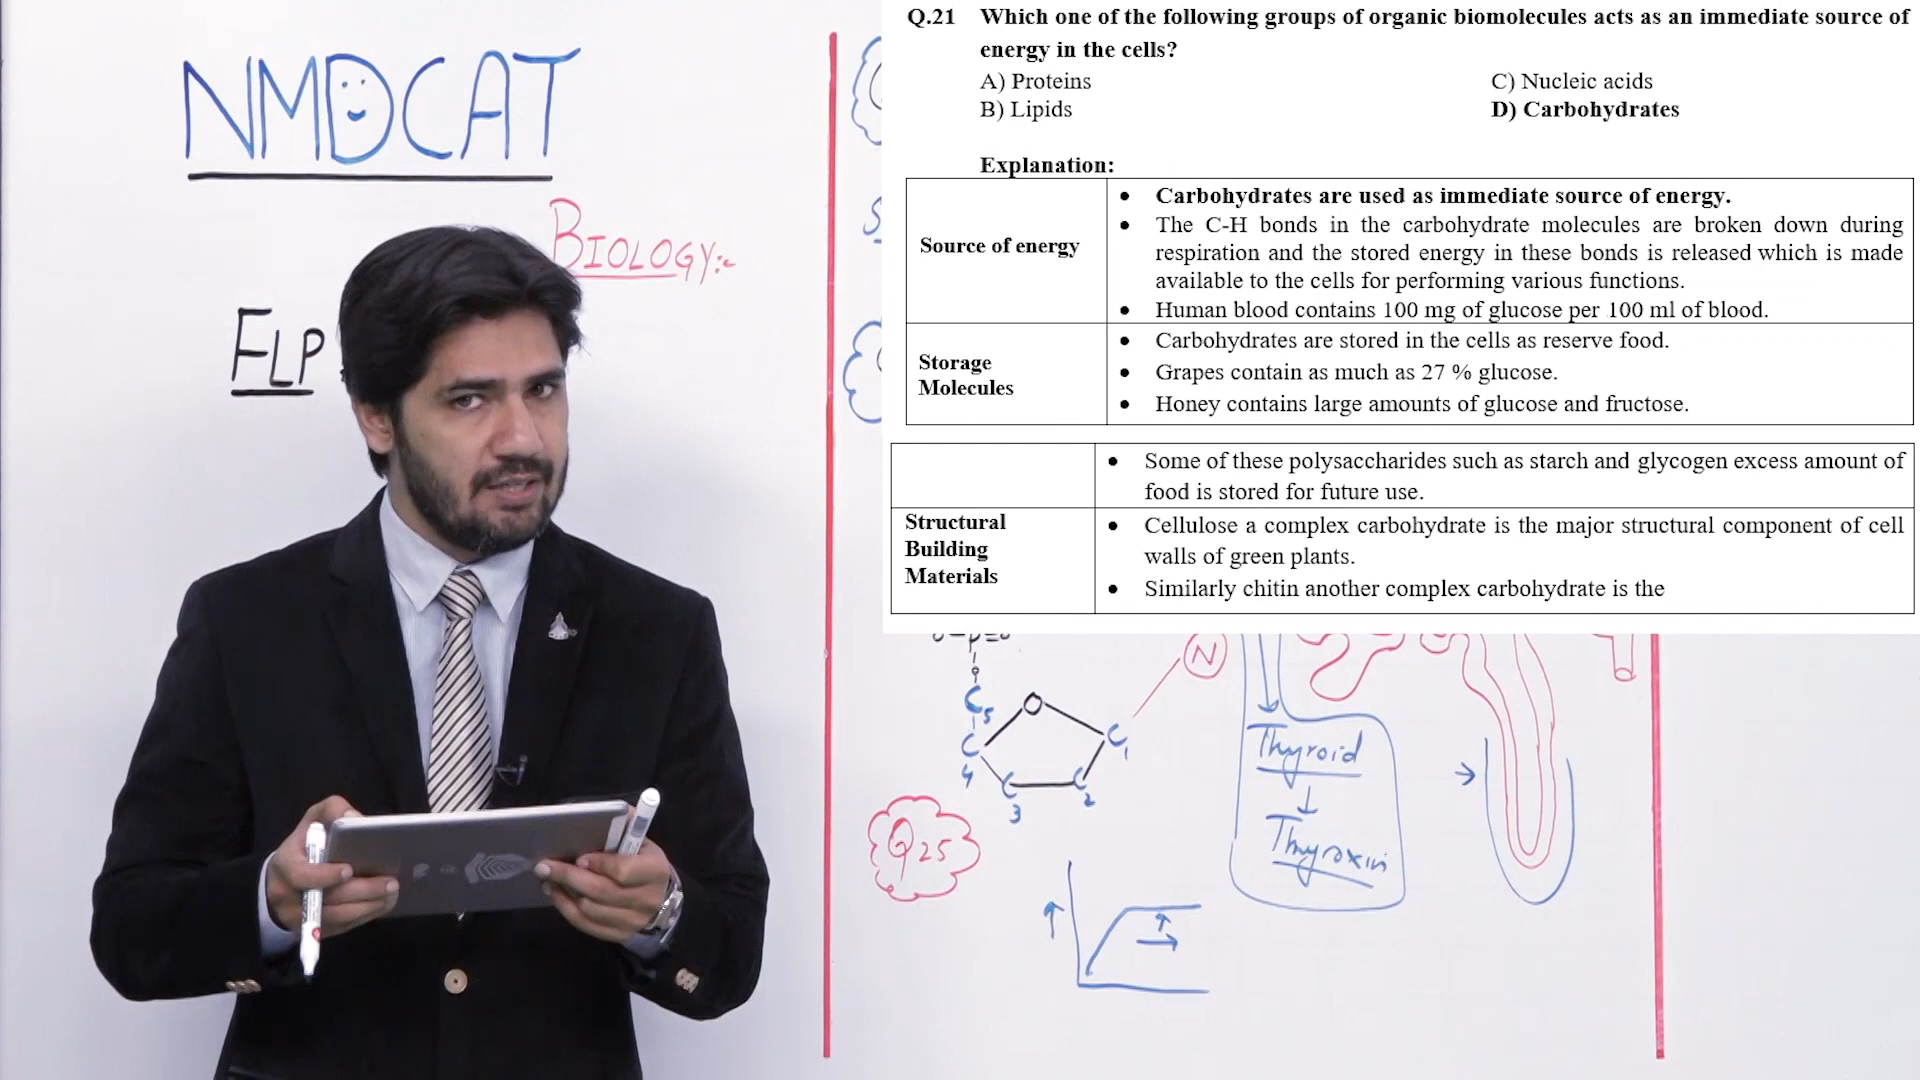 NMDCAT
BIOLOGY:-
FLP
Q.21 Which one of the following groups of organic biomolecules acts as an immediate source of
energy in the cells?
A) Proteins
C) Nucleic acids
B) Lipids
D) Carbohydrates
Explanation:
Source of energy
• Carbohydrates are used as immediate source of energy.
• The C-H bonds in the carbohydrate molecules are broken down during
respiration and the stored energy in these bonds is released which is made
available to the cells for performing various functions.
• Human blood contains 100 mg of glucose per 100 ml of blood.
Storage
Molecules
• Carbohydrates are stored in the cells as reserve food.
• Grapes contain as much as 27 % glucose.
• Honey contains large amounts of glucose and fructose.
• Some of these polysaccharides such as starch and glycogen excess amount of
food is stored for future use.
Structural
Building
Materials
• Cellulose a complex carbohydrate is the major structural component of cell
walls of green plants.
• Similarly chitin another complex carbohydrate is the
O
C5
O
C1
C
4
C
3
C
2
N
Thyroid
Thyroxin
Q25